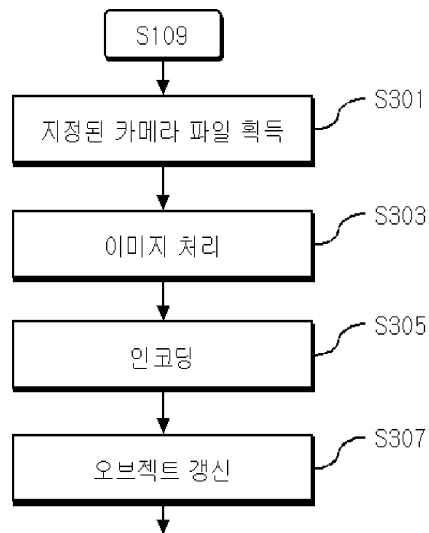 S109
지정된 카메라 파일 획득
S301
이미지 처리
S303
인코딩
S305
오브젝트 갱신
S307